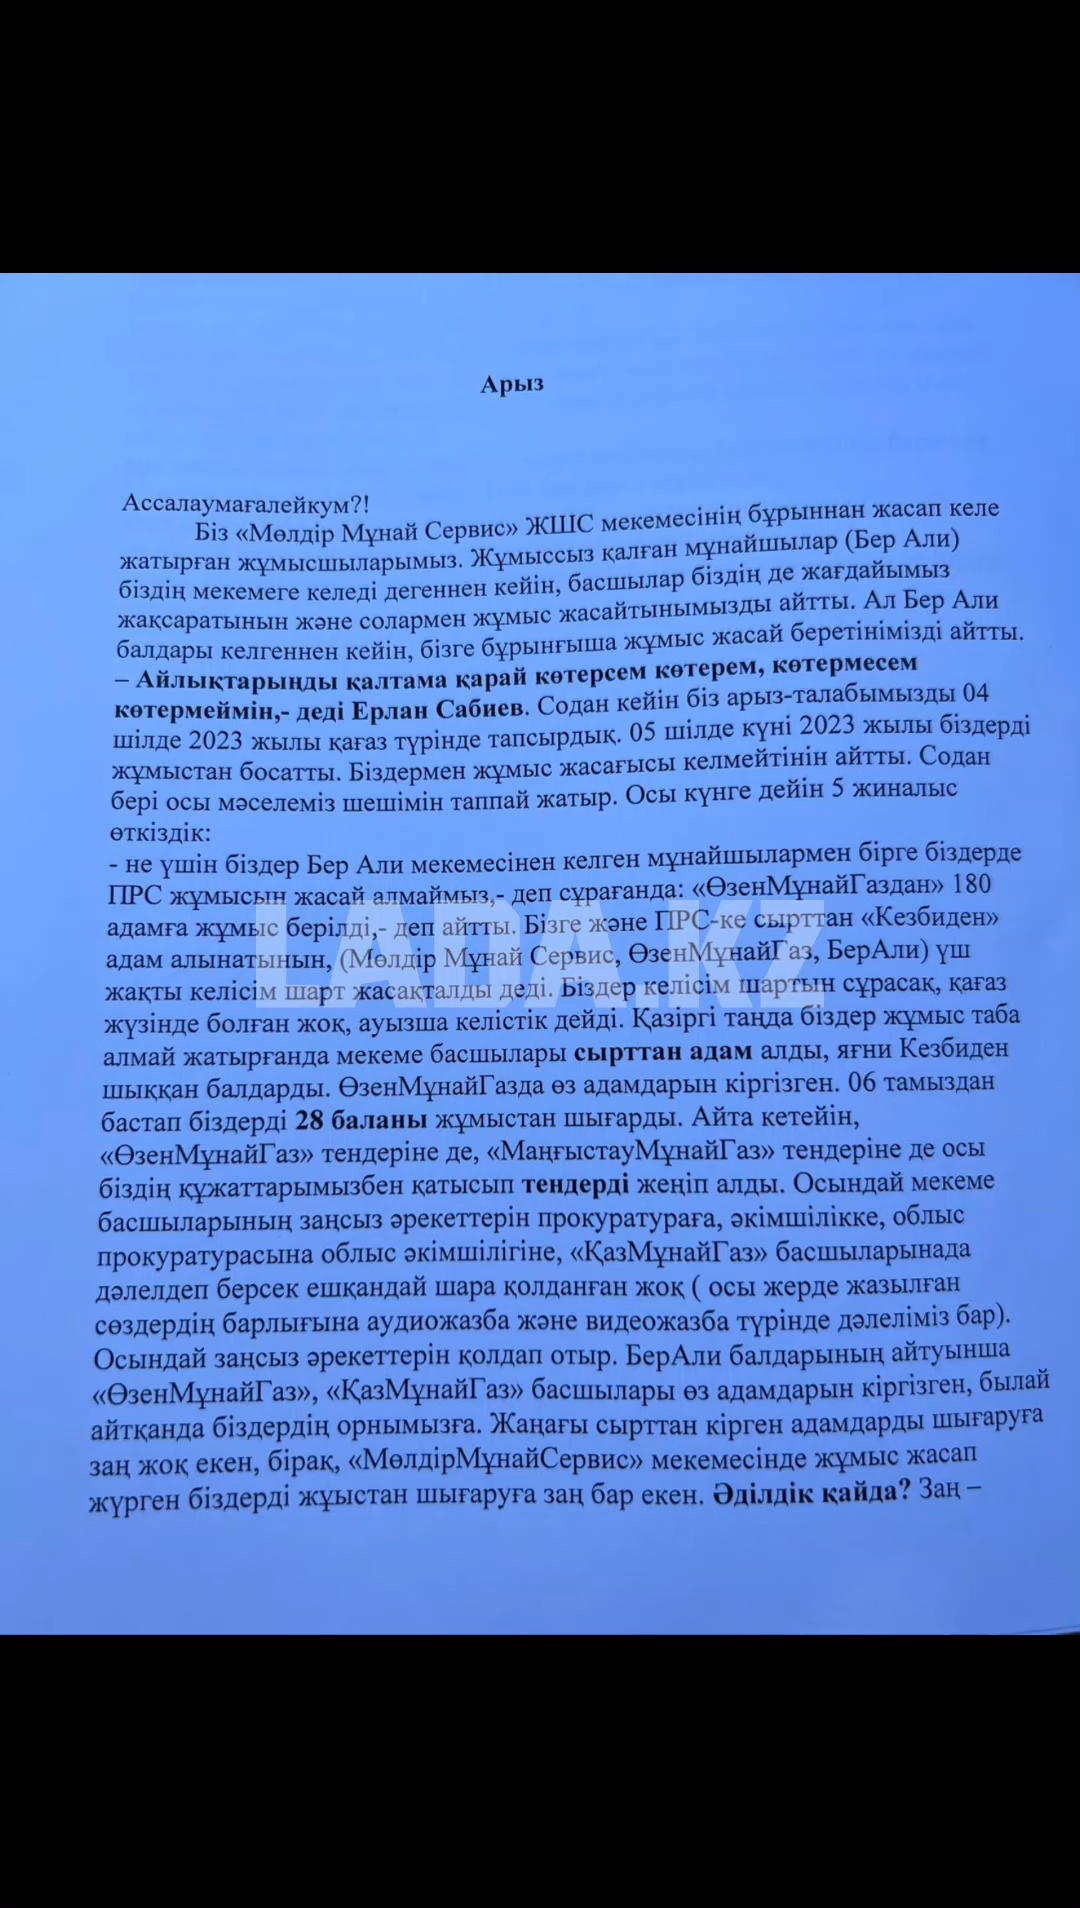 Арыз
Ассалаумағалейкум?!
Біз «Мөлдір Мұнай Сервис» ЖШС мекемесінің бұрыннан жасап келе
жатырған жұмысшыларымыз. Жұмыссыз қалған мұнайшылар (Бер Али)
біздің мекемеге келеді дегеннен кейін, басшылар біздің де жағдайымыз
жақсаратынын және солармен жұмыс жасайтынымызды айтты. Ал Бер Али
балдары келгеннен кейін, бізге бұрынғыша жұмыс жасай беретінімізді айтты.
– Айлықтарыңды қалтама қарай көтерсем көтерем, көтермесем
көтермеймін,- деді Ерлан Сабиев. Содан кейін біз арыз-талабымызды 04
шілде 2023 жылы қағаз түрінде тапсырдық. 05 шілде күні 2023 жылы біздерді
жұмыстан босатты. Біздермен жұмыс жасағысы келмейтінін айтты. Содан
бері осы мәселеміз шешімін таппай жатыр. Осы күнге дейін 5 жиналыс
өткіздік:
- не үшін біздер Бер Али мекемесінен келген мұнайшылармен бірге біздерде
ПРС жұмысын жасай алмаймыз,- деп сұрағанда: «ӨзенМұнайГаздан» 180
адамға жұмыс берілді,- деп айтты. Бізге және ПРС-ке сырттан «Кезбиден»
адам алынатынын, (Мөлдір Мұнай Сервис, ӨзенМұнайГаз, БерАли) үш
жақты келісім шарт жасақталды деді. Біздер келісім шартын сұрасақ, қағаз
жүзінде болған жоқ, ауызша келістік дейді. Қазіргі таңда біздер жұмыс таба
алмай жатырғанда мекеме басшылары сырттан адам алды, яғни Кезбиден
шыққан балдарды. ӨзенМұнайГазда өз адамдарын кіргізген. 06 тамыздан
бастап біздерді 28 баланы жұмыстан шығарды. Айта кетейін,
«ӨзенМұнайГаз» тендеріне де, «МаңғыстауМұнайГаз» тендеріне де осы
біздің құжаттарымызбен қатысып тендерді жеңіп алды. Осындай мекеме
басшыларының заңсыз әрекеттерін прокуратураға, әкімшілікке, облыс
прокуратурасына облыс әкімшілігіне, «ҚазМұнайГаз» басшыларынада
дәлелдеп берсек ешқандай шара қолданған жоқ ( осы жерде жазылған
сөздердің барлығына аудиожазба және видеожазба түрінде дәлеліміз бар).
Осындай заңсыз әрекеттерін қолдап отыр. БерАли балдарының айтуынша
«ӨзенМұнайГаз», «ҚазМұнайГаз» басшылары өз адамдарын кіргізген, былай
айтқанда біздердің орнымызға. Жаңағы сырттан кірген адамдарды шығаруға
заң жоқ екен, бірақ, «МөлдірМұнайСервис» мекемесінде жұмыс жасап
жүрген біздерді жұыстан шығаруға заң бар екен. Әділдік қайда? Заң –
LADA.KZ